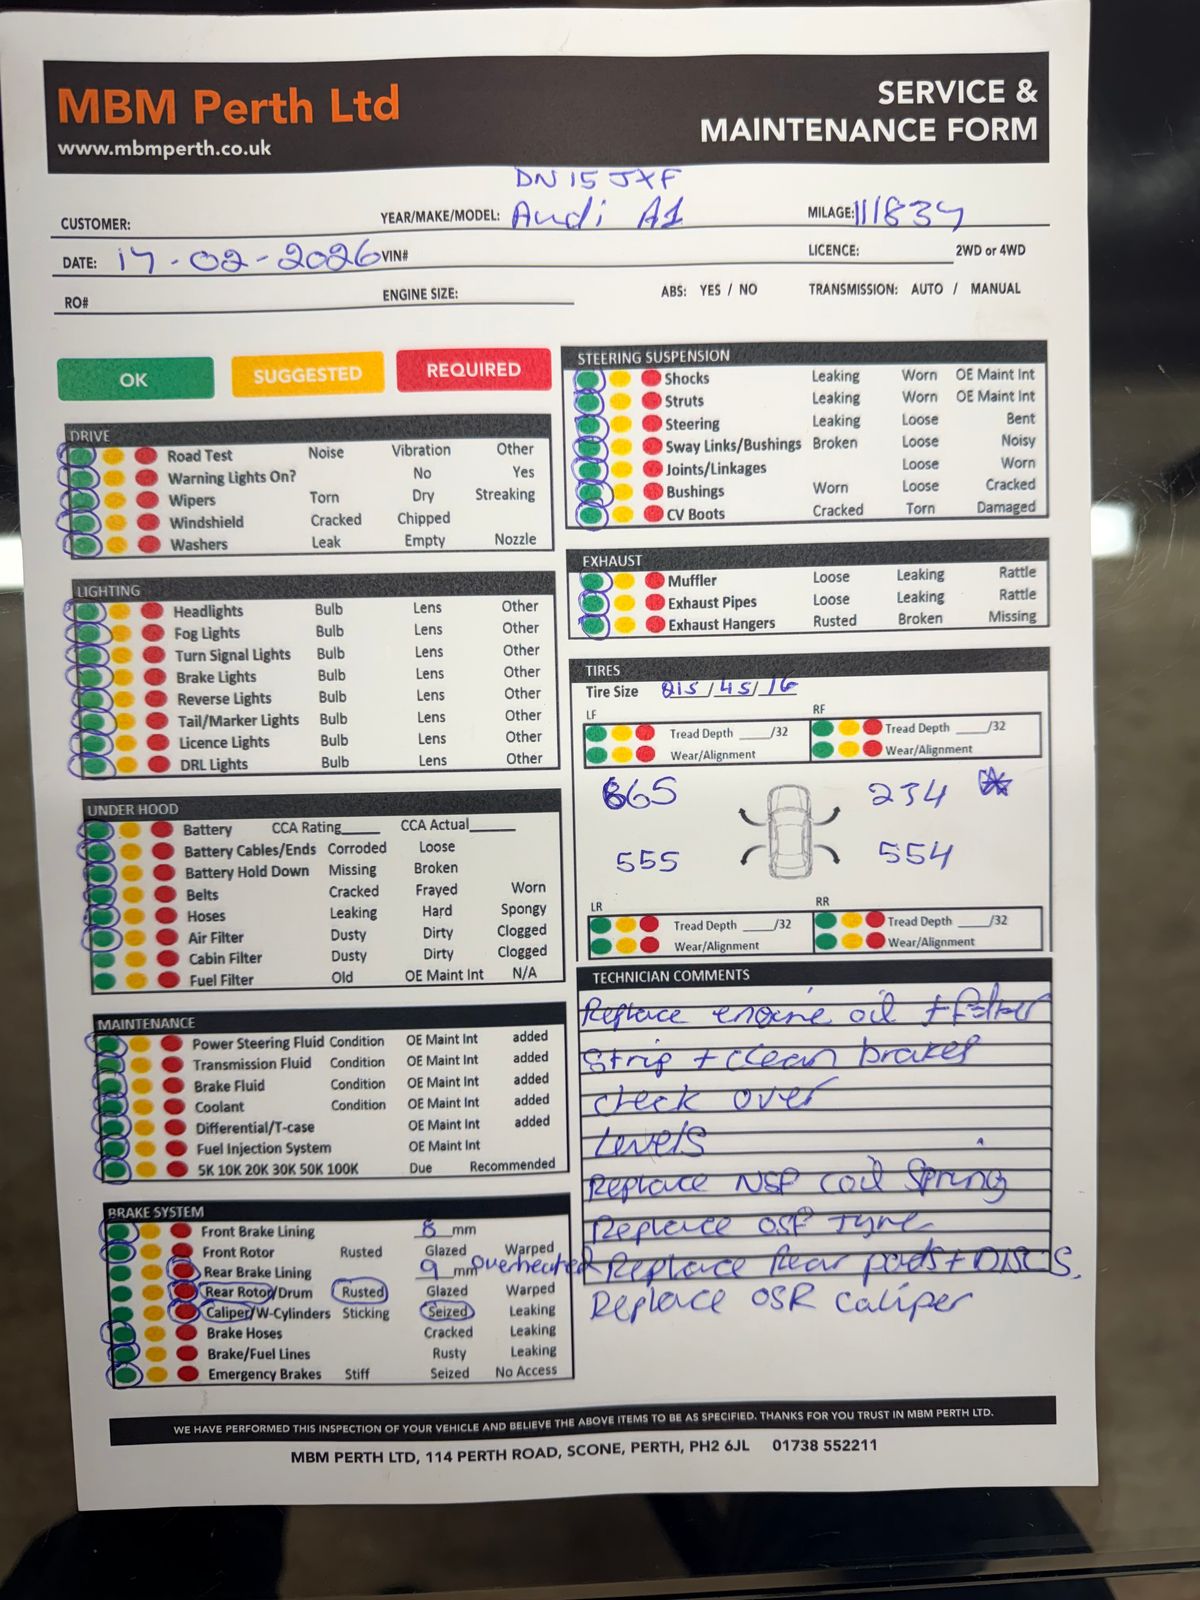 MBM Perth Ltd
www.mbmperth.co.uk
SERVICE &
MAINTENANCE FORM
DN15 JXF
CUSTOMER: YEAR/MAKE/MODEL: Audi A1 MILAGE: 111834
DATE: 17-02-2026 VIN# LICENCE: 2WD or 4WD
RO# ENGINE SIZE: ABS: YES / NO TRANSMISSION: AUTO / MANUAL
OK SUGGESTED REQUIRED
DRIVE
Road Test Noise Vibration Other
Warning Lights On? No Yes
Wipers Torn Dry Streaking
Windshield Cracked Chipped
Washers Leak Empty Nozzle
LIGHTING
Headlights Bulb Lens Other
Fog Lights Bulb Lens Other
Turn Signal Lights Bulb Lens Other
Brake Lights Bulb Lens Other
Reverse Lights Bulb Lens Other
Tail/Marker Lights Bulb Lens Other
Licence Lights Bulb Lens Other
DRL Lights Bulb Lens Other
UNDER HOOD
Battery CCA Rating____ CCA Actual____
Battery Cables/Ends Corroded Loose
Battery Hold Down Missing Broken
Belts Cracked Frayed Worn
Hoses Leaking Hard Spongy
Air Filter Dusty Dirty Clogged
Cabin Filter Dusty Dirty Clogged
Fuel Filter Old OE Maint Int N/A
MAINTENANCE
Power Steering Fluid Condition OE Maint Int added
Transmission Fluid Condition OE Maint Int added
Brake Fluid Condition OE Maint Int added
Coolant Condition OE Maint Int added
Differential/T-case OE Maint Int added
Fuel Injection System OE Maint Int
5K 10K 20K 30K 50K 100K Due Recommended
BRAKE SYSTEM
Front Brake Lining 8 mm
Front Rotor Rusted Glazed Warped
Rear Brake Lining 9 mm overheated
Rear Rotor/Drum Rusted Glazed Warped
Caliper/W-Cylinders Sticking Seized Leaking
Brake Hoses Cracked Leaking
Brake/Fuel Lines Rusty Leaking
Emergency Brakes Stiff Seized No Access
STEERING SUSPENSION
Shocks Leaking Worn OE Maint Int
Struts Leaking Worn OE Maint Int
Steering Leaking Loose Bent
Sway Links/Bushings Broken Loose Noisy
Joints/Linkages Loose Worn
Bushings Worn Loose Cracked
CV Boots Cracked Torn Damaged
EXHAUST
Muffler Loose Leaking Rattle
Exhaust Pipes Loose Leaking Rattle
Exhaust Hangers Rusted Broken Missing
TIRES
Tire Size 215/45/16
LF RF
Tread Depth ____/32 Tread Depth ____/32
Wear/Alignment Wear/Alignment
665 234
555 554
LR RR
Tread Depth ____/32 Tread Depth ____/32
Wear/Alignment Wear/Alignment
TECHNICIAN COMMENTS
Replace engine oil + filter
Strip + clean brakes
check over
Levels
Replace NSF coil Spring
Replace OSF Tyre
Replace Rear pads + DISCS.
Replace OSR caliper
WE HAVE PERFORMED THIS INSPECTION OF YOUR VEHICLE AND BELIEVE THE ABOVE ITEMS TO BE AS SPECIFIED. THANKS FOR YOU TRUST IN MBM PERTH LTD.
MBM PERTH LTD, 114 PERTH ROAD, SCONE, PERTH, PH2 6JL 01738 552211